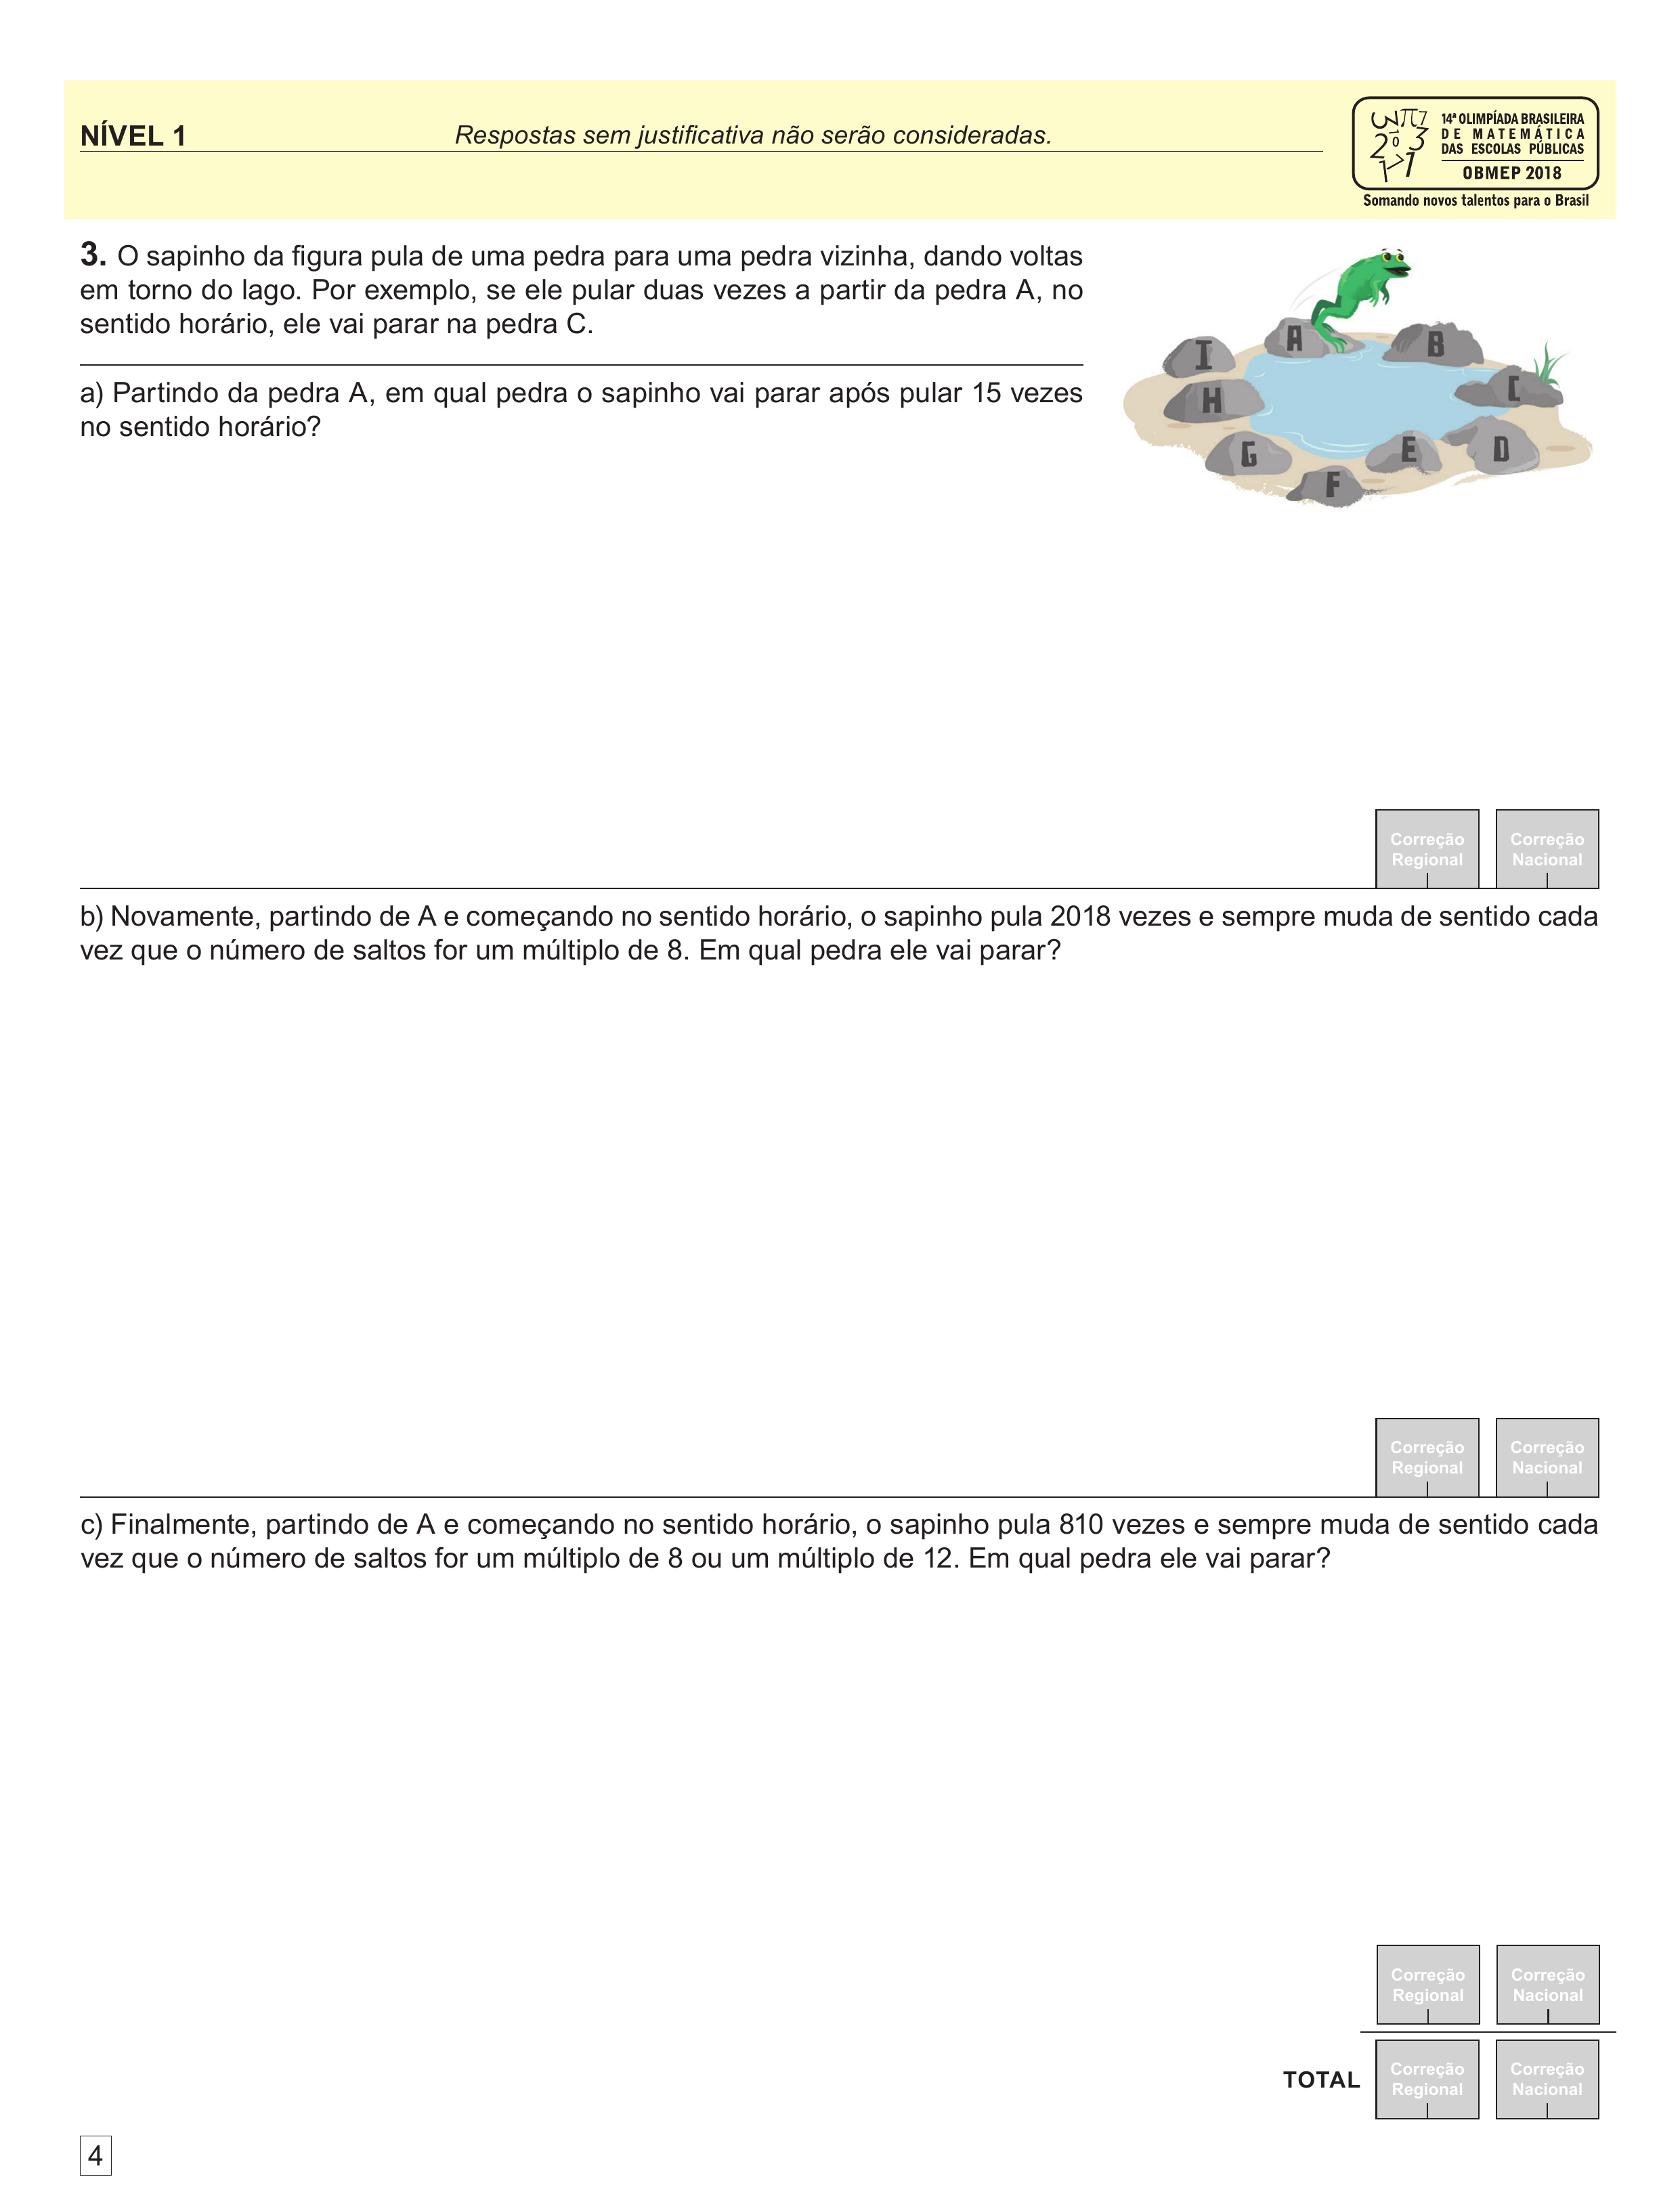 NÍVEL 1
Respostas sem justificativa não serão consideradas.
14ª OLIMPÍADA BRASILEIRA
DE MATEMÁTICA
DAS ESCOLAS PÚBLICAS
OBMEP 2018
Somando novos talentos para o Brasil
3. O sapinho da figura pula de uma pedra para uma pedra vizinha, dando voltas
em torno do lago. Por exemplo, se ele pular duas vezes a partir da pedra A, no
sentido horário, ele vai parar na pedra C.
A
B
C
D
E
F
G
H
I
a) Partindo da pedra A, em qual pedra o sapinho vai parar após pular 15 vezes
no sentido horário?
Correção
Regional
Correção
Nacional
b) Novamente, partindo de A e começando no sentido horário, o sapinho pula 2018 vezes e sempre muda de sentido cada
vez que o número de saltos for um múltiplo de 8. Em qual pedra ele vai parar?
Correção
Regional
Correção
Nacional
c) Finalmente, partindo de A e começando no sentido horário, o sapinho pula 810 vezes e sempre muda de sentido cada
vez que o número de saltos for um múltiplo de 8 ou um múltiplo de 12. Em qual pedra ele vai parar?
Correção
Regional
Correção
Nacional
TOTAL
Correção
Regional
Correção
Nacional
4